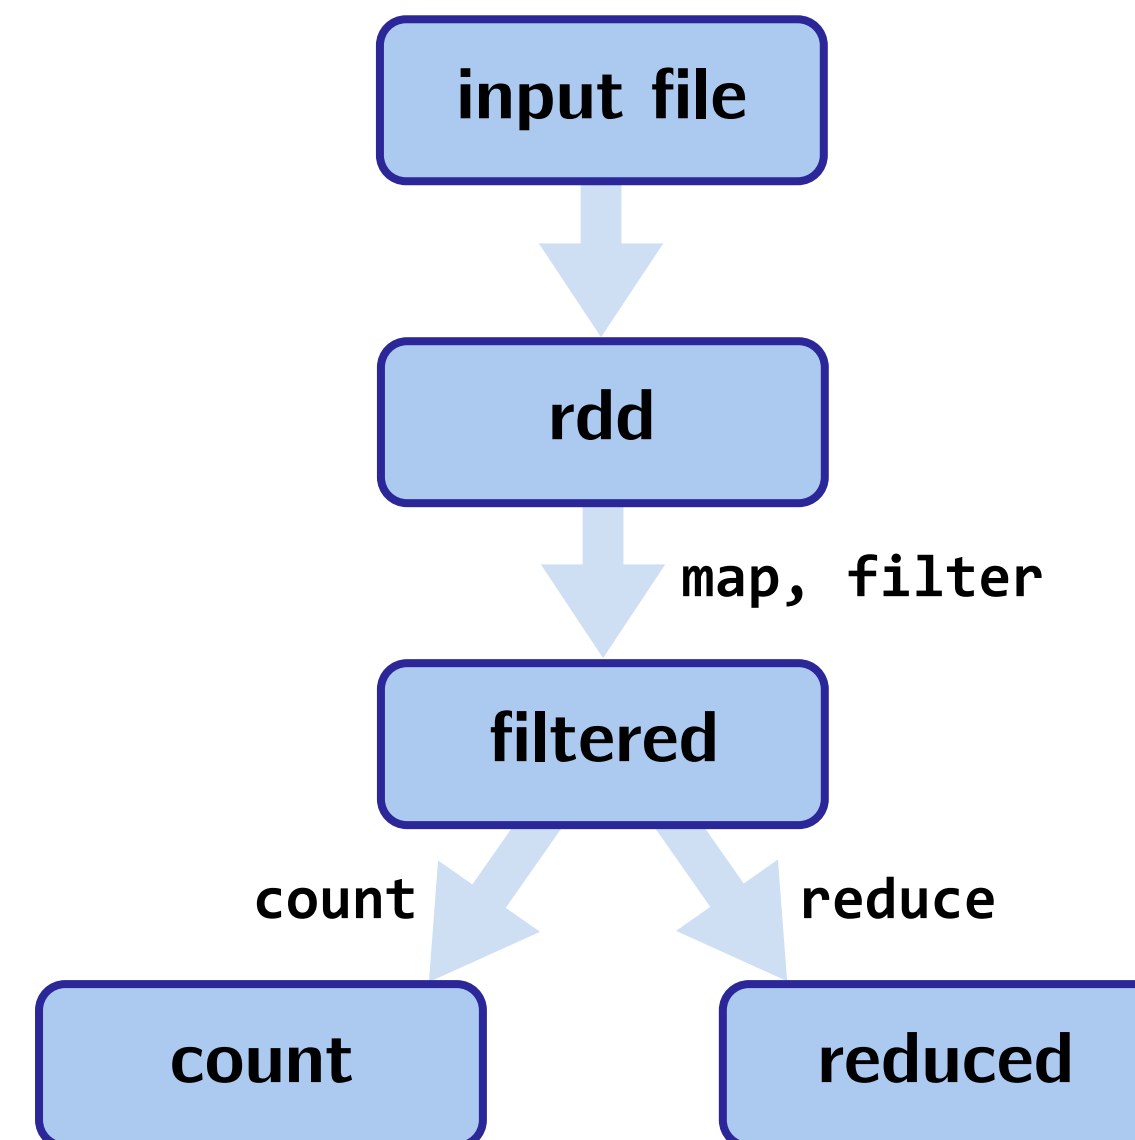 input file
rdd
map, filter
filtered
count
reduce
count
reduced